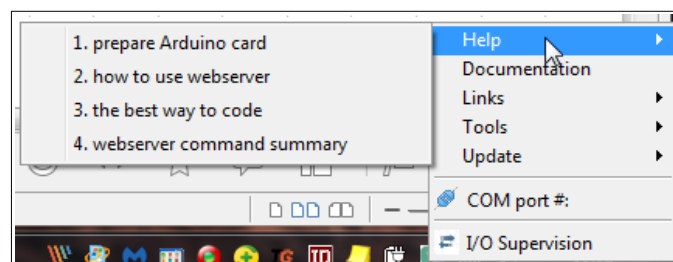 1. prepare Arduino card
2. how to use webserver
3. the best way to code
4. webserver command summary
Help
Documentation
Links
Tools
Update
COM port #:
I/O Supervision
TG